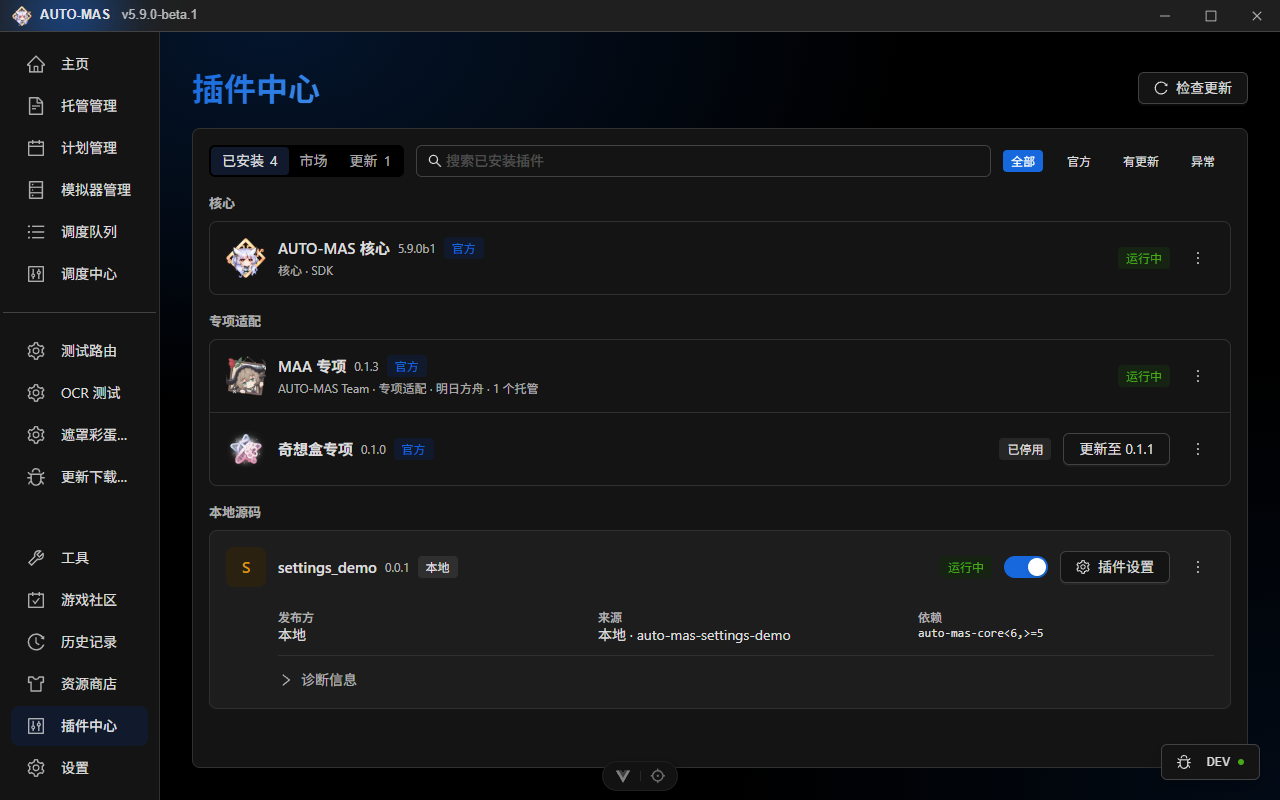 AUTO-MAS v5.9.0-beta.1
主页
托管管理
计划管理
模拟器管理
调度队列
调度中心
测试路由
OCR 测试
遮罩彩蛋...
更新下载...
工具
游戏社区
历史记录
资源商店
插件中心
设置
插件中心
检查更新
已安装 4 市场 更新 1 搜索已安装插件 全部 官方 有更新 异常
核心
AUTO-MAS 核心 5.9.0b1 官方
核心 · SDK
运行中
专项适配
MAA 专项 0.1.3 官方
AUTO-MAS Team · 专项适配 · 明日方舟 · 1 个托管
运行中
奇想盒专项 0.1.0 官方 已停用 更新至 0.1.1
本地源码
S settings_demo 0.0.1 本地 运行中 插件设置
发布方 来源 依赖
本地 本地 · auto-mas-settings-demo auto-mas-core<6,>=5
诊断信息
DEV